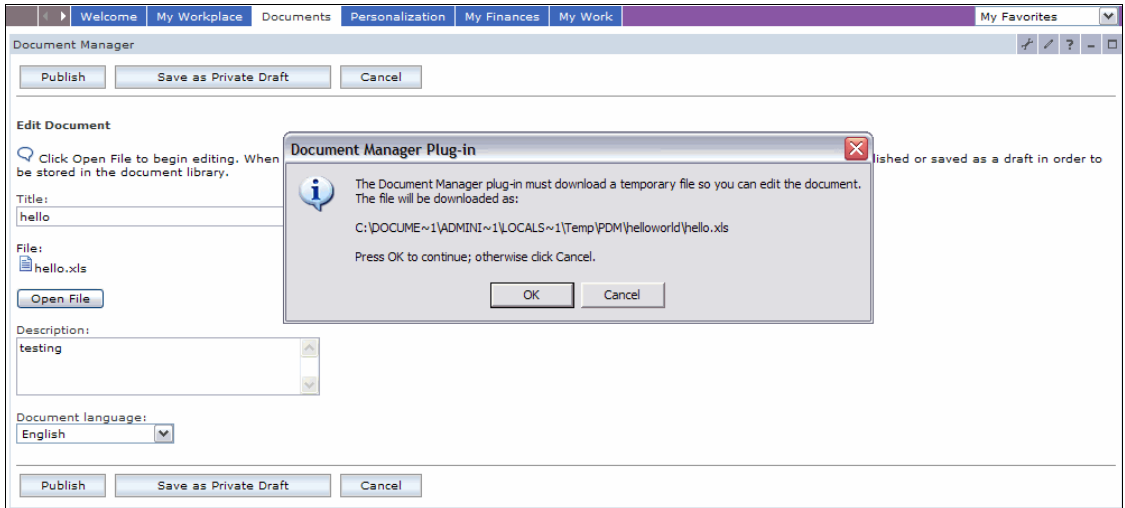 Welcome My Workplace Documents Personalization My Finances My Work My Favorites
Document Manager ?
Publish Save as Private Draft Cancel
Edit Document
Click Open File to begin editing. When lished or saved as a draft in order to
be stored in the document library.
Document Manager Plug-in
The Document Manager plug-in must download a temporary file so you can edit the document.
The file will be downloaded as:
C:\DOCUME~1\ADMINI~1\LOCALS~1\Temp\PDM\helloworld\hello.xls
Press OK to continue; otherwise click Cancel.
OK Cancel
Title:
hello
File:
hello.xls
Open File
Description:
testing
Document language:
English
Publish Save as Private Draft Cancel